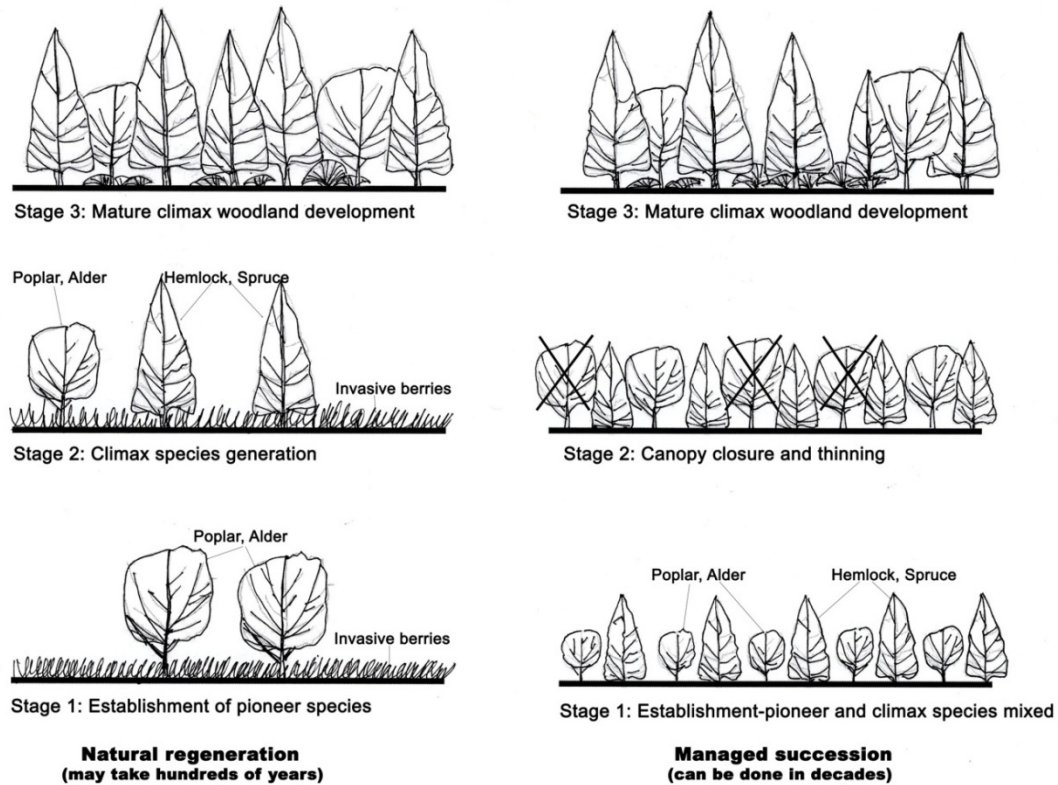 Stage 3: Mature climax woodland development
Poplar, Alder
Hemlock, Spruce
Invasive berries
Stage 2: Climax species generation
Poplar, Alder
Invasive berries
Stage 1: Establishment of pioneer species
Natural regeneration
(may take hundreds of years)
Stage 3: Mature climax woodland development
Stage 2: Canopy closure and thinning
Poplar, Alder
Hemlock, Spruce
Stage 1: Establishment-pioneer and climax species mixed
Managed succession
(can be done in decades)